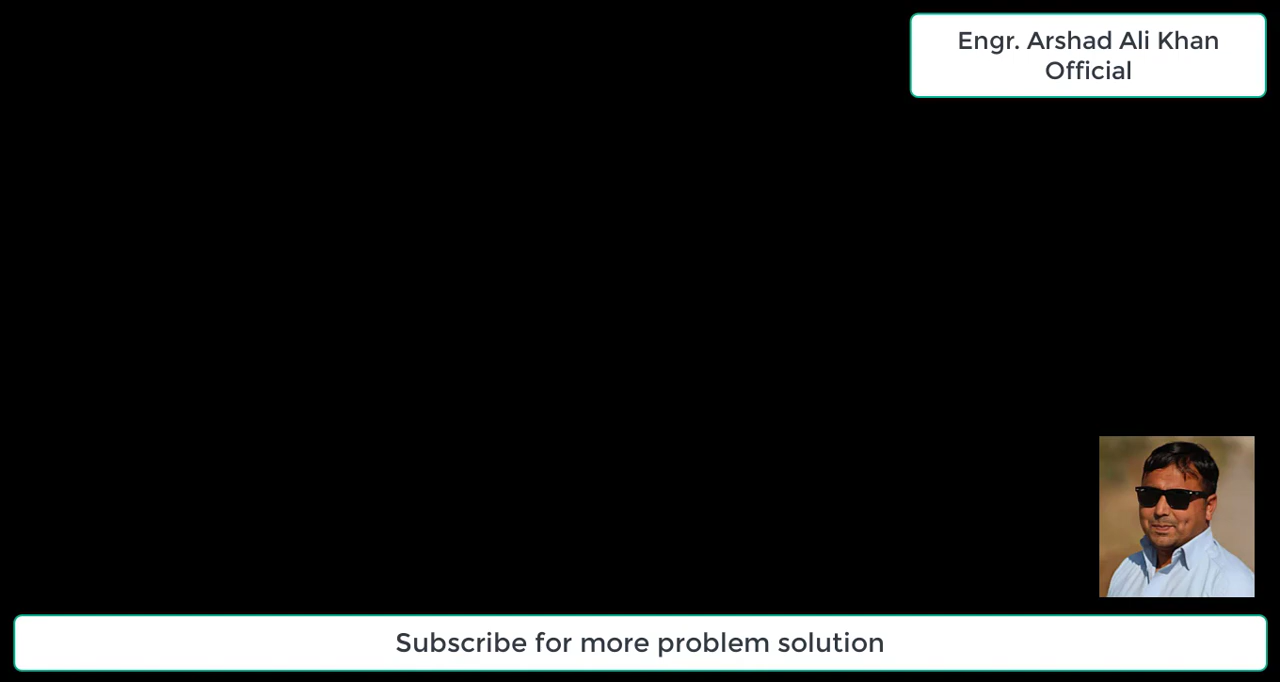 Engr. Arshad Ali Khan
Official
Subscribe for more problem solution